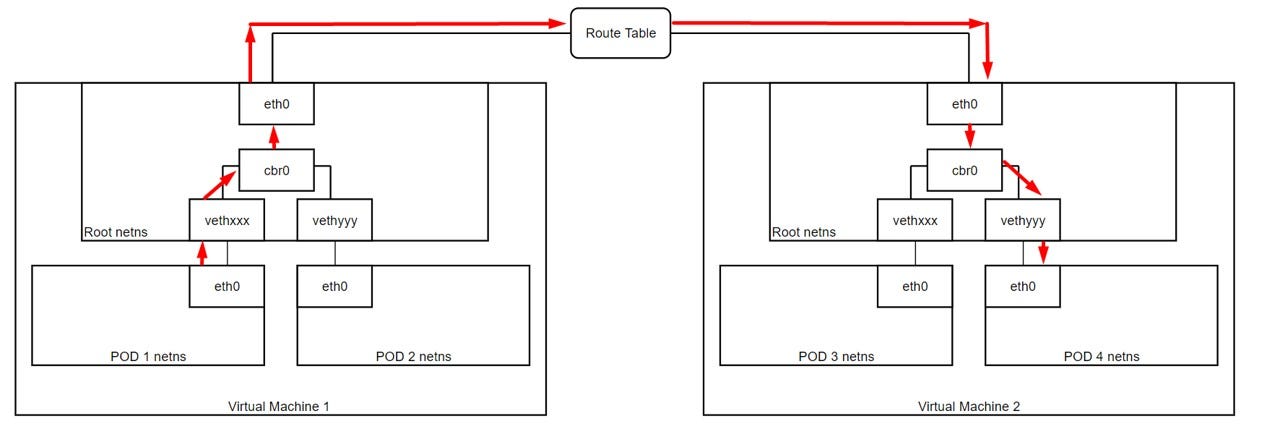 Route Table
eth0
eth0
cbr0
cbr0
vethxxx
vethyyy
vethxxx
vethyyy
Root netns
Root netns
eth0
eth0
eth0
eth0
POD 1 netns
POD 2 netns
POD 3 netns
POD 4 netns
Virtual Machine 1
Virtual Machine 2